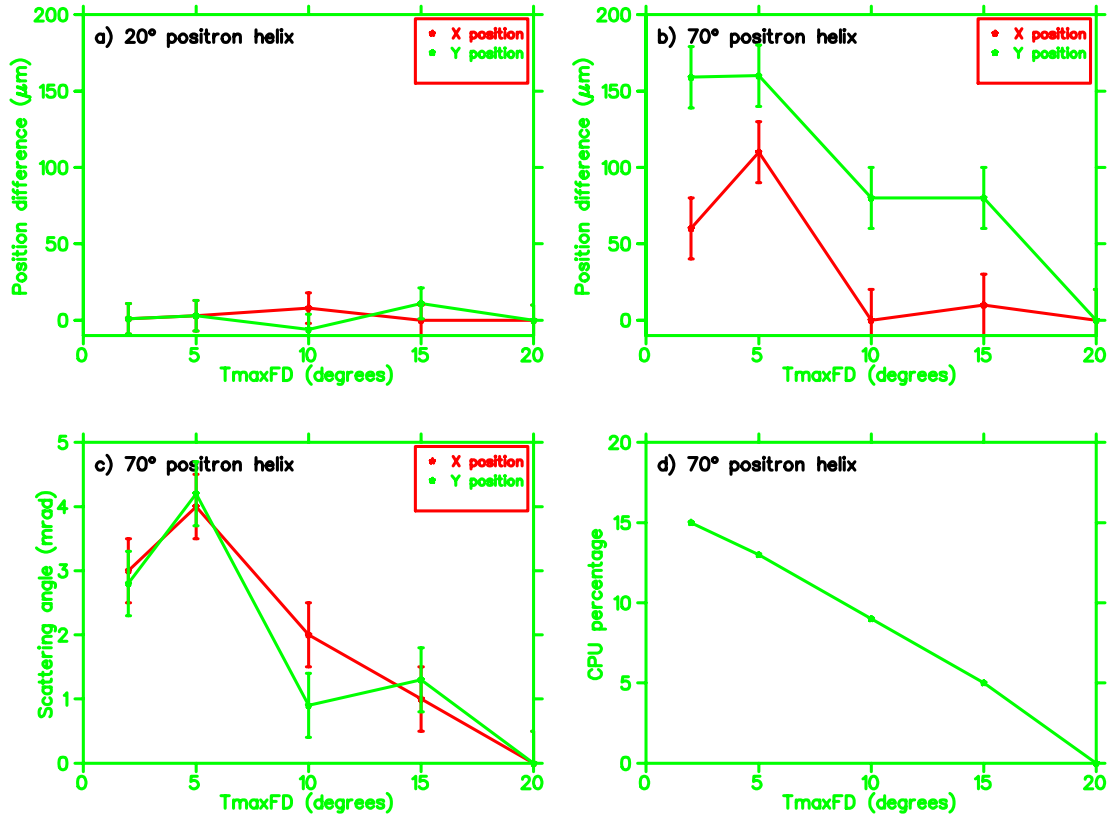 a) 20° positron helix
X position
Y position
Position difference (μm)
200
150
100
50
0
0
5
10
15
20
TmaxFD (degrees)
b) 70° positron helix
X position
Y position
Position difference (μm)
200
150
100
50
0
0
5
10
15
20
TmaxFD (degrees)
c) 70° positron helix
X position
Y position
Scattering angle (mrad)
5
4
3
2
1
0
0
5
10
15
20
TmaxFD (degrees)
d) 70° positron helix
CPU percentage
20
15
10
5
0
0
5
10
15
20
TmaxFD (degrees)